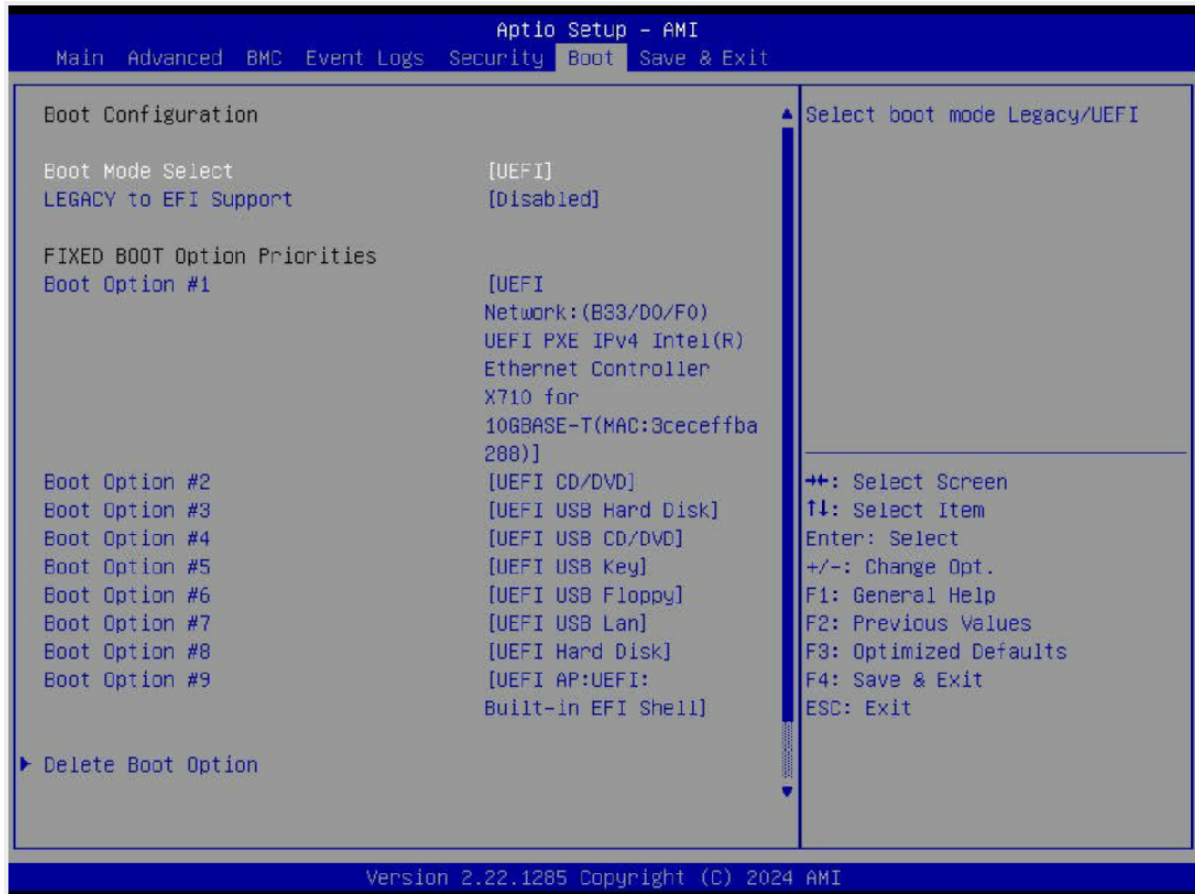 Aptio Setup - AMI
Main Advanced BMC Event Logs Security Boot Save & Exit
Boot Configuration
Boot Mode Select [UEFI]
LEGACY to EFI Support [Disabled]
FIXED BOOT Option Priorities
Boot Option #1 [UEFI
Network:(B33/D0/F0)
UEFI PXE IPv4 Intel(R)
Ethernet Controller
X710 for
10GBASE-T(MAC:3ceceffba
288)]
Boot Option #2 [UEFI CD/DVD]
Boot Option #3 [UEFI USB Hard Disk]
Boot Option #4 [UEFI USB CD/DVD]
Boot Option #5 [UEFI USB Key]
Boot Option #6 [UEFI USB Floppy]
Boot Option #7 [UEFI USB Lan]
Boot Option #8 [UEFI Hard Disk]
Boot Option #9 [UEFI AP:UEFI:
Built-in EFI Shell]
Delete Boot Option
Select boot mode Legacy/UEFI
→←: Select Screen
↑↓: Select Item
Enter: Select
+/-: Change Opt.
F1: General Help
F2: Previous Values
F3: Optimized Defaults
F4: Save & Exit
ESC: Exit
Version 2.22.1285 Copyright (C) 2024 AMI